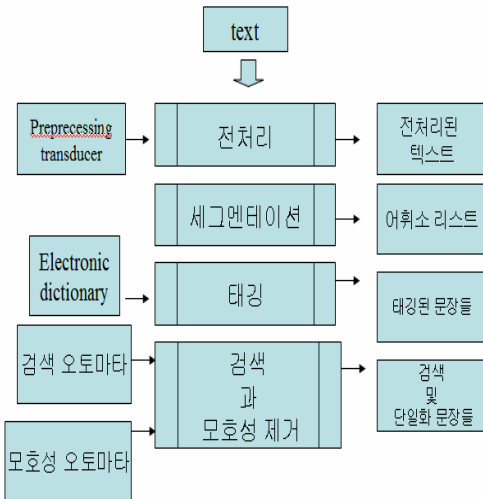 text
Preprecessing
transducer
전처리
전처리된
텍스트
세그엔테이션
어휘소 리스트
Electronic
dictionary
태깅
태깅된 문장들
검색 오토마타
검색
과
모호성 제거
검색
및
단일화 문장들
모호성 오토마타